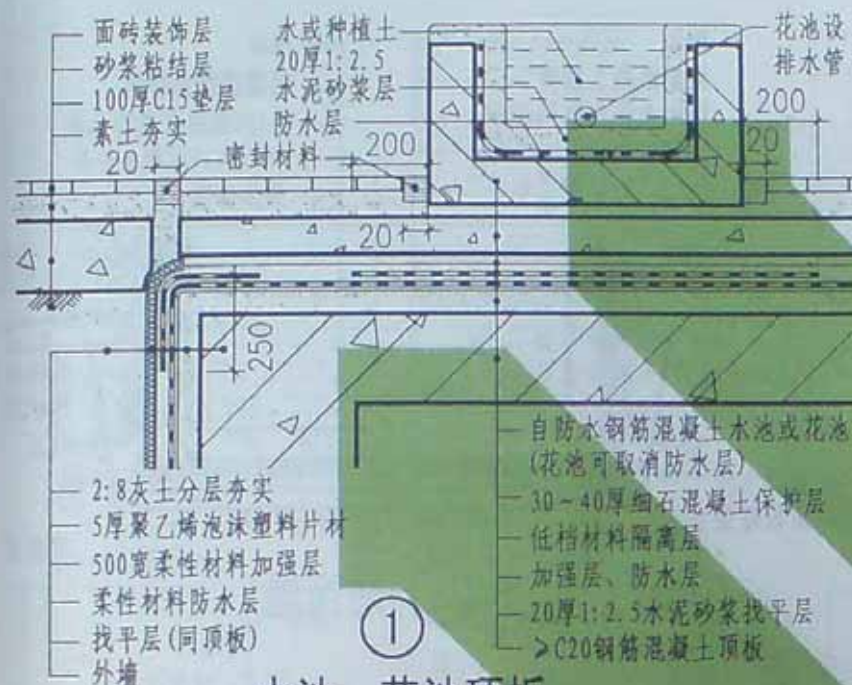 面砖装饰层
砂浆粘结层
100厚C15垫层
素土夯实
水或种植土
20厚1:2.5
水泥砂浆层
防水层
花池设
排水管
200
20
密封材料
200
20
20
250
2:8灰土分层夯实
5厚聚乙烯泡沫塑料片材
500宽柔性材料加强层
柔性材料防水层
找平层(同顶板)
外墙
自防水钢筋混凝土水池或花池
(花池可取消防水层)
30~40厚细石混凝土保护层
低档材料隔离层
加强层、防水层
20厚1:2.5水泥砂浆找平层
≥C20钢筋混凝土顶板
1